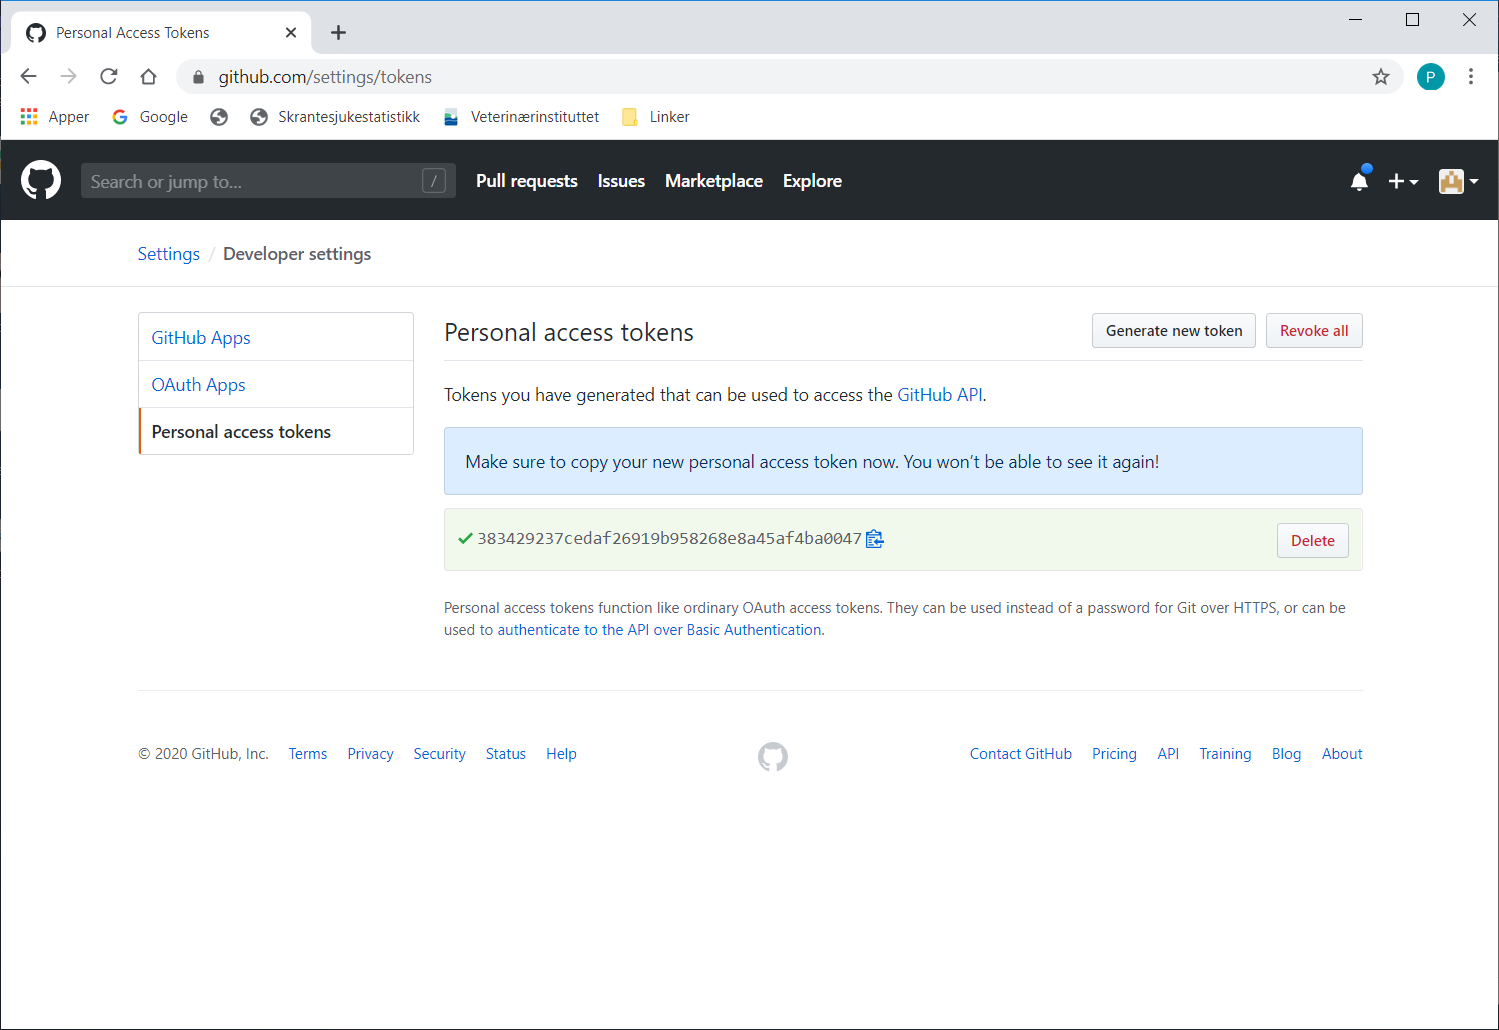 Personal Access Tokens
github.com/settings/tokens
P
Apper Google Skrantesjukestatistikk Veterinærinstituttet Linker
Search or jump to... / Pull requests Issues Marketplace Explore
Settings / Developer settings
GitHub Apps
OAuth Apps
Personal access tokens
Personal access tokens Generate new token Revoke all
Tokens you have generated that can be used to access the GitHub API.
Make sure to copy your new personal access token now. You won’t be able to see it again!
383429237cedaf26919b958268e8a45af4ba0047 Delete
Personal access tokens function like ordinary OAuth access tokens. They can be used instead of a password for Git over HTTPS, or can be
used to authenticate to the API over Basic Authentication.
© 2020 GitHub, Inc. Terms Privacy Security Status Help Contact GitHub Pricing API Training Blog About